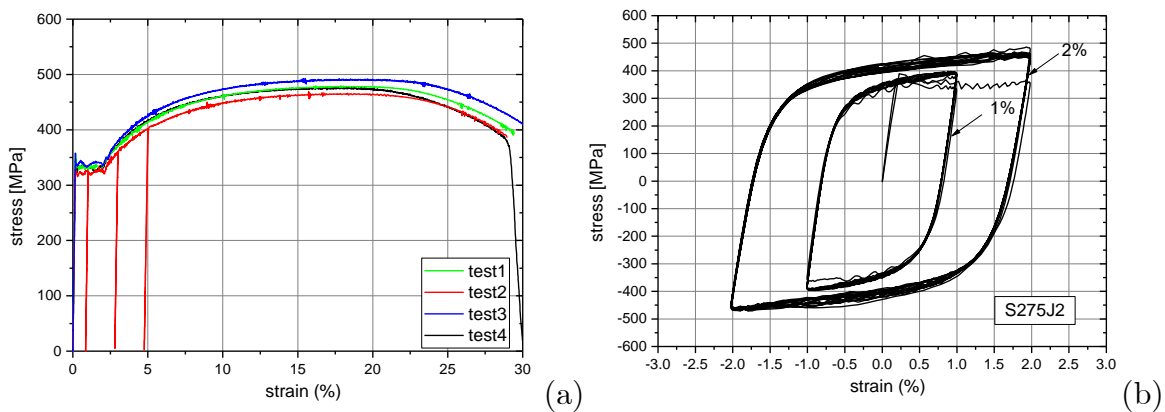 600
500
400
300
200
100
0
0 5 10 15 20 25 30
stress [MPa]
strain (%)
test1
test2
test3
test4
(a)
600
500
400
300
200
100
0
-100
-200
-300
-400
-500
-600
-3.0 -2.5 -2.0 -1.5 -1.0 -0.5 0.0 0.5 1.0 1.5 2.0 2.5 3.0
stress [MPa]
strain (%)
2%
1%
S275J2
(b)